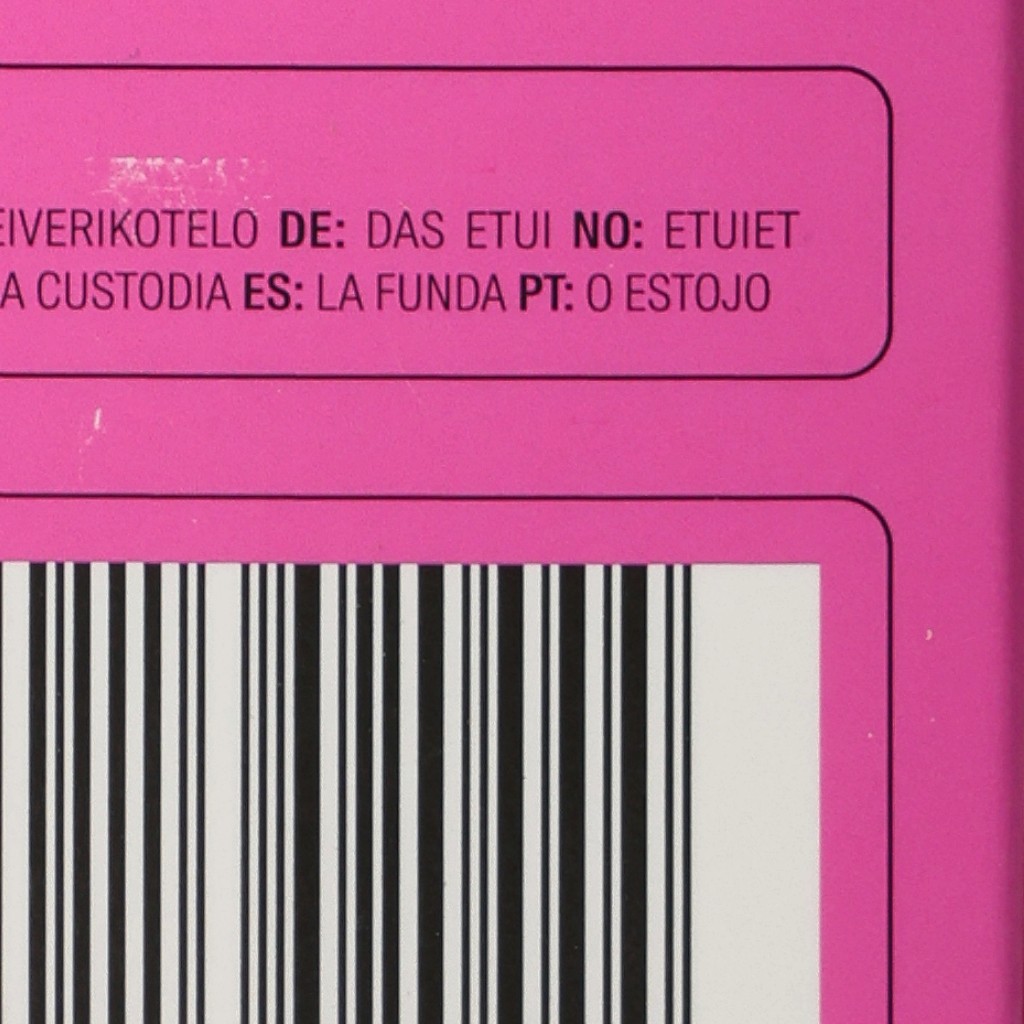 EIVERIKOTELO DE: DAS ETUI NO: ETUIET
A CUSTODIA ES: LA FUNDA PT: O ESTOJO